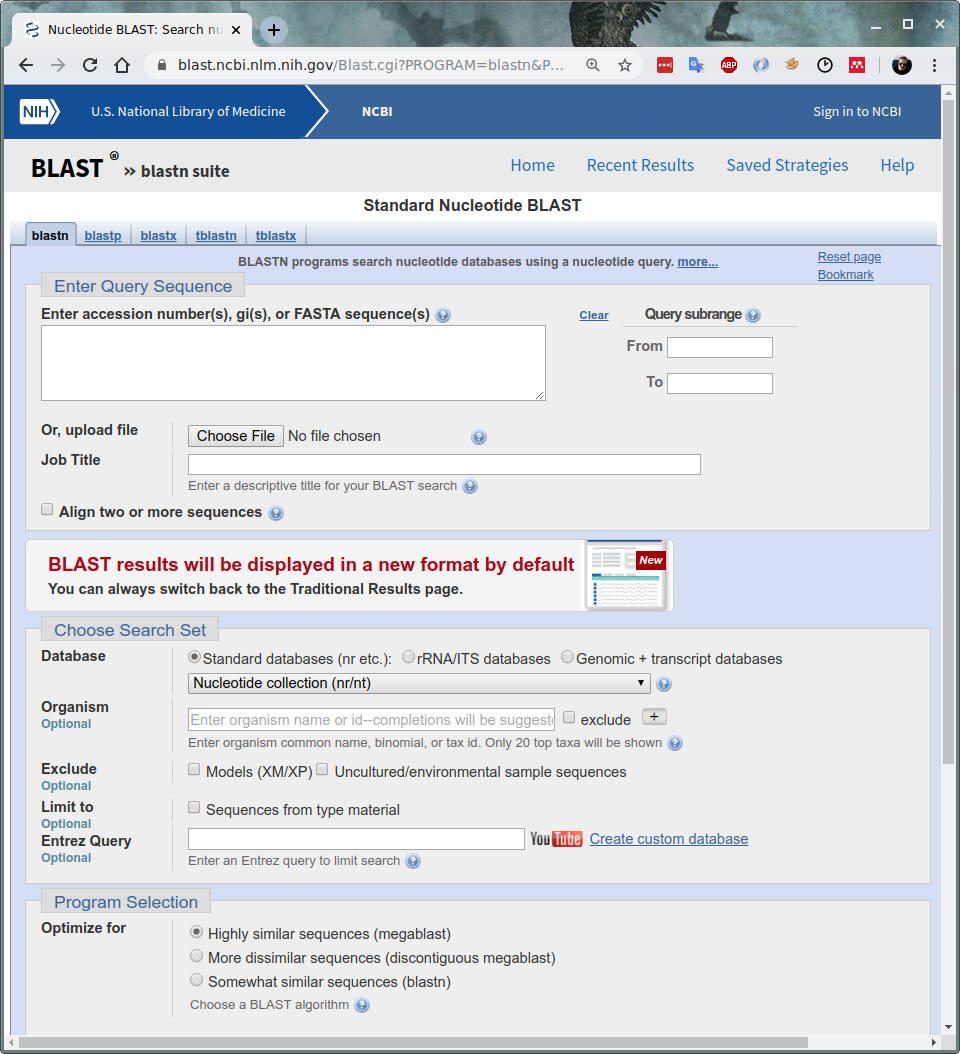 Nucleotide BLAST: Search nu
blast.ncbi.nlm.nih.gov/Blast.cgi?PROGRAM=blastn&P...
ABP
NIH U.S. National Library of Medicine NCBI Sign in to NCBI
BLAST ® » blastn suite Home Recent Results Saved Strategies Help
Standard Nucleotide BLAST
blastn blastp blastx tblastn tblastx
BLASTN programs search nucleotide databases using a nucleotide query. more...
Reset page
Bookmark
Enter Query Sequence
Enter accession number(s), gi(s), or FASTA sequence(s) ? Clear Query subrange ?
From
To
Or, upload file Choose File No file chosen ?
Job Title
Enter a descriptive title for your BLAST search ?
Align two or more sequences ?
BLAST results will be displayed in a new format by default New
You can always switch back to the Traditional Results page.
Choose Search Set
Database Standard databases (nr etc.): rRNA/ITS databases Genomic + transcript databases
Nucleotide collection (nr/nt) ?
Organism
Optional
Enter organism name or id--completions will be suggeste exclude +
Enter organism common name, binomial, or tax id. Only 20 top taxa will be shown ?
Exclude Models (XM/XP) Uncultured/environmental sample sequences
Optional
Limit to Sequences from type material
Optional
Entrez Query YouTube Create custom database
Optional Enter an Entrez query to limit search ?
Program Selection
Optimize for Highly similar sequences (megablast)
More dissimilar sequences (discontiguous megablast)
Somewhat similar sequences (blastn)
Choose a BLAST algorithm ?